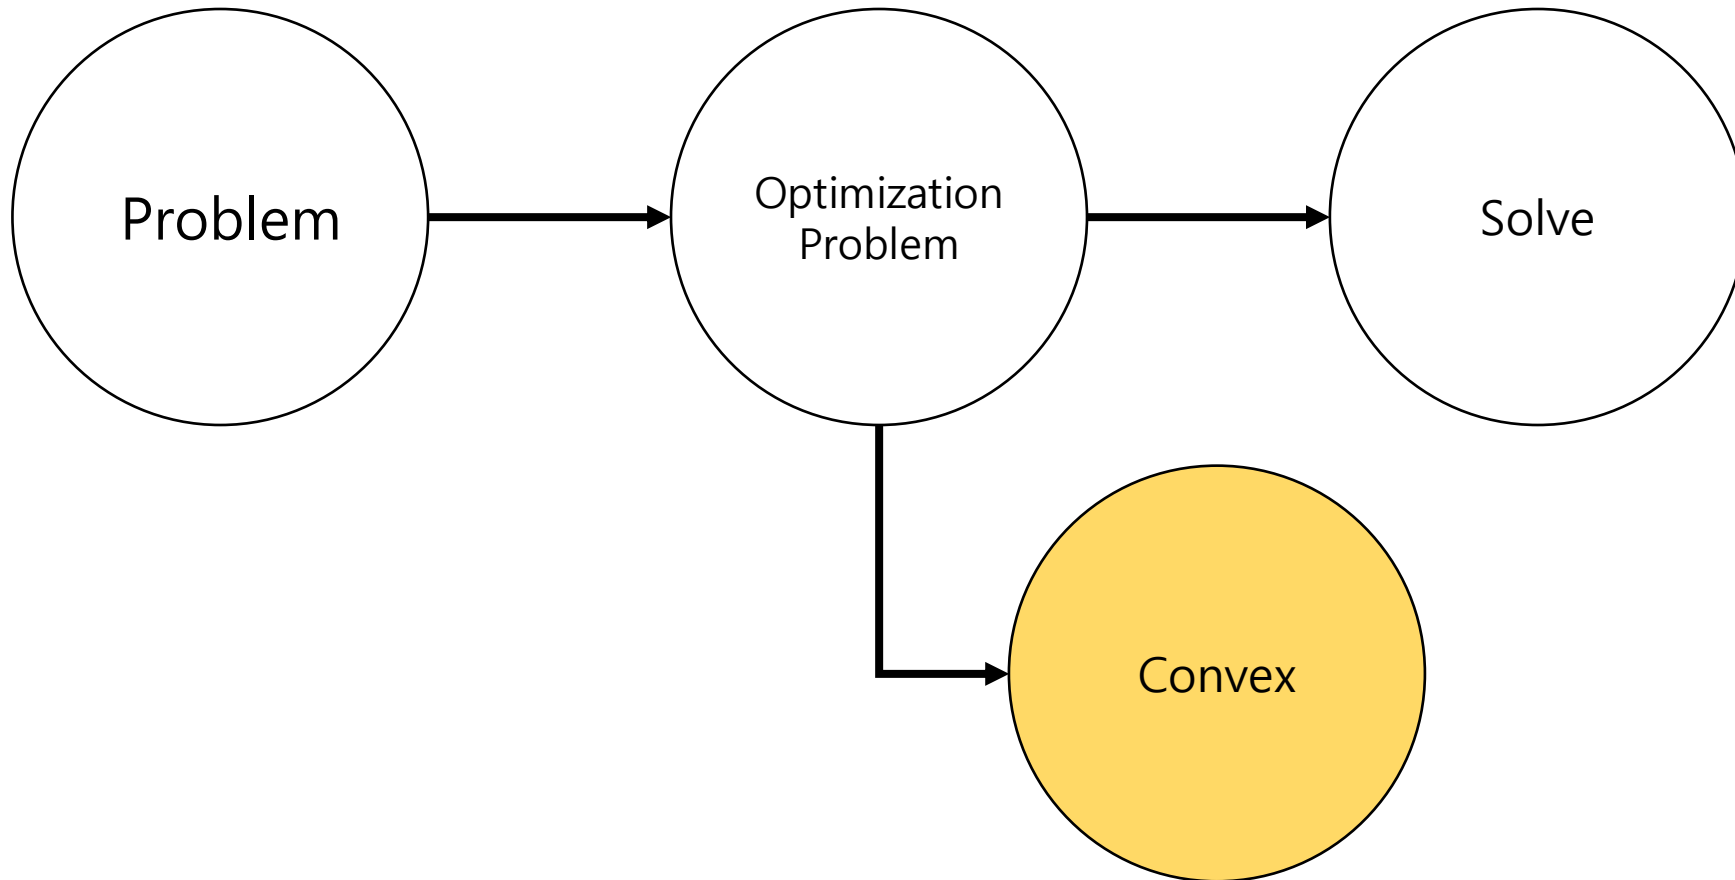 Problem
Optimization
Problem
Solve
Convex